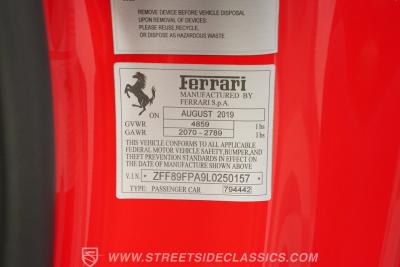 REMOVE DEVICE BEFORE VEHICLE DISPOSAL
UPON REMOVAL OF DEVICES:
PLEASE REUSE, RECYCLE,
OR DISPOSE AS HAZARDOUS WASTE
Ferrari
MANUFACTURED BY
FERRARI S.p.A.
ON AUGUST 2019
GVWR 4859 lbs
GAWR 2070 - 2789 lbs
THIS VEHICLE CONFORMS TO ALL APPLICABLE
FEDERAL MOTOR VEHICLE SAFETY, BUMPER, AND
THEFT PREVENTION STANDARDS IN EFFECT ON
THE DATE OF MANUFACTURE SHOWN ABOVE.
V.I.N. ZFF89FPA9L0250157
TYPE: PASSENGER CAR 794442
WWW.STREETSIDECLASSICS.COM